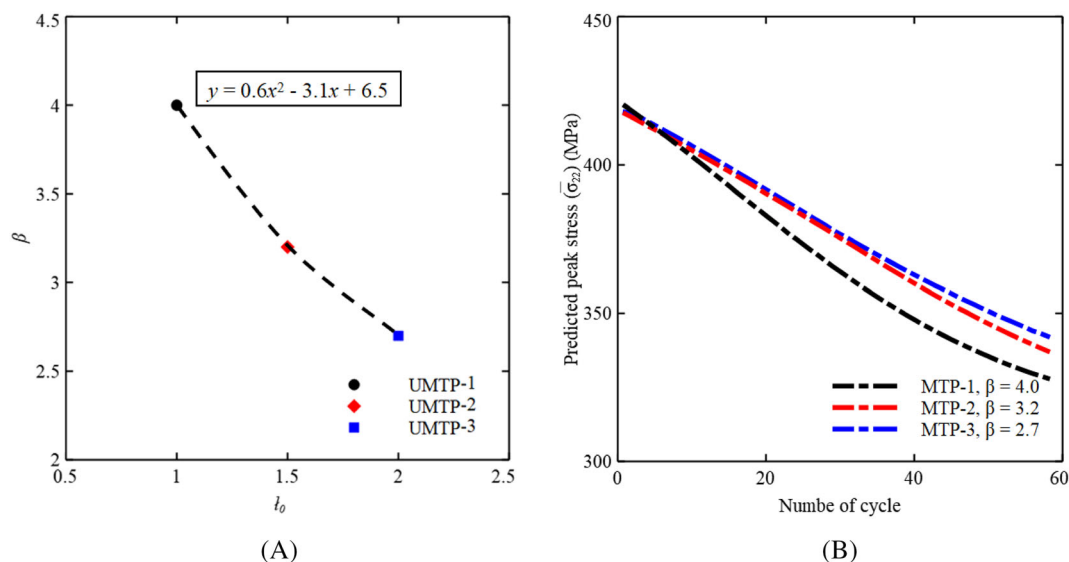 4.5
4
3.5
3
2.5
2
0.5
1
1.5
2
2.5
β
ł₀
y = 0.6x² - 3.1x + 6.5
UMTP-1
UMTP-2
UMTP-3
(A)
450
400
350
300
0
20
40
60
Predicted peak stress (σ̅₂₂) (MPa)
Numbe of cycle
MTP-1, β = 4.0
MTP-2, β = 3.2
MTP-3, β = 2.7
(B)